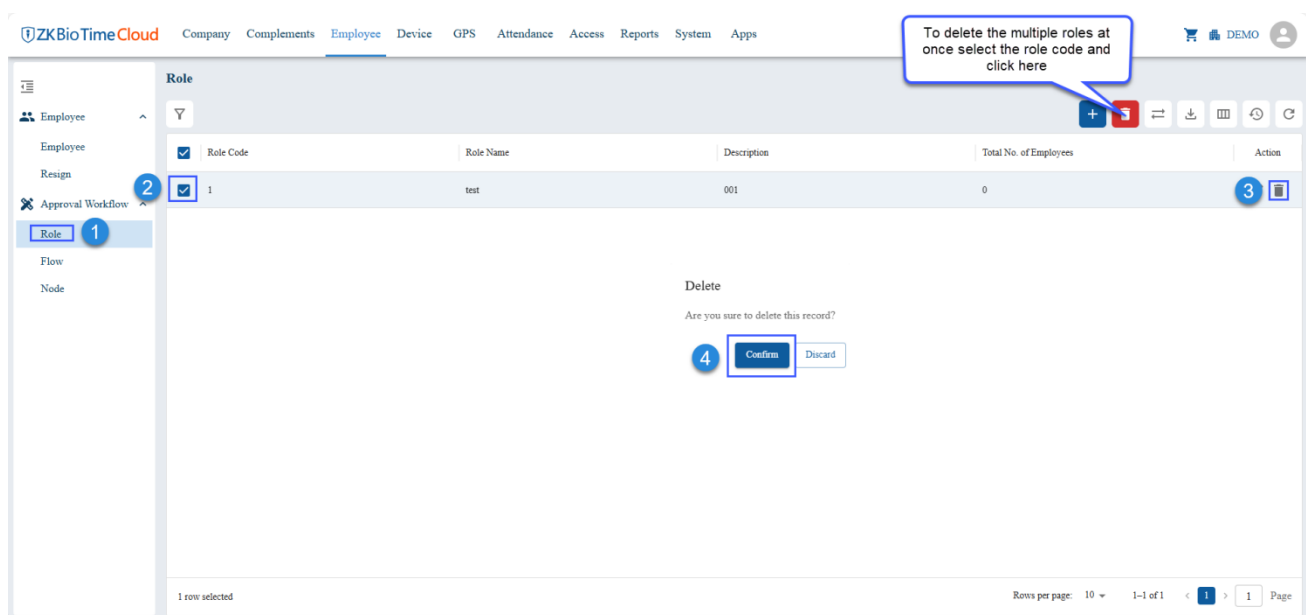 ZKBioTime Cloud Company Complements Employee Device GPS Attendance Access Reports System Apps DEMO
To delete the multiple roles at
once select the role code and
click here
Role
Employee
Employee
Resign
Approval Workflow
Role 1
Flow
Node
Role Code Role Name Description Total No. of Employees Action
2 1 test 001 0 3
Delete
Are you sure to delete this record?
4 Confirm Discard
1 row selected Rows per page: 10 1–1 of 1 < 1 > 1 Page